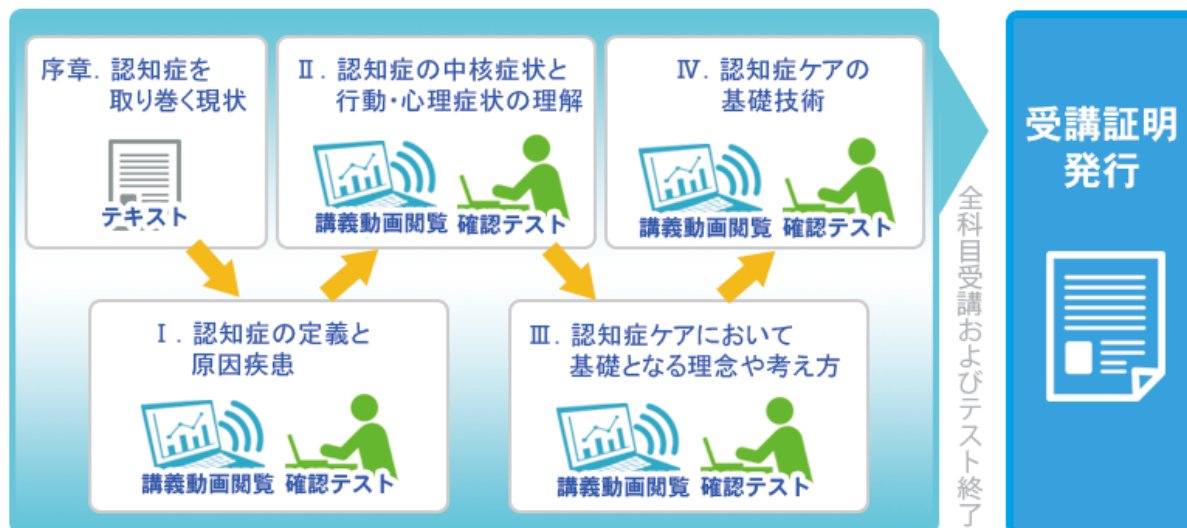 序章. 認知症を
取り巻く現状
テキスト
Ⅰ. 認知症の定義と
原因疾患
講義動画閲覧 確認テスト
Ⅱ. 認知症の中核症状と
行動・心理症状の理解
講義動画閲覧 確認テスト
Ⅲ. 認知症ケアにおいて
基礎となる理念や考え方
講義動画閲覧 確認テスト
Ⅳ. 認知症ケアの
基礎技術
講義動画閲覧 確認テスト
全科目受講およびテスト終了
受講証明
発行